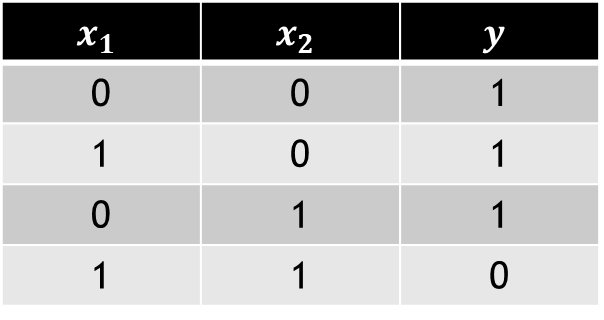 x₁ x₂ y
0 0 1
1 0 1
0 1 1
1 1 0